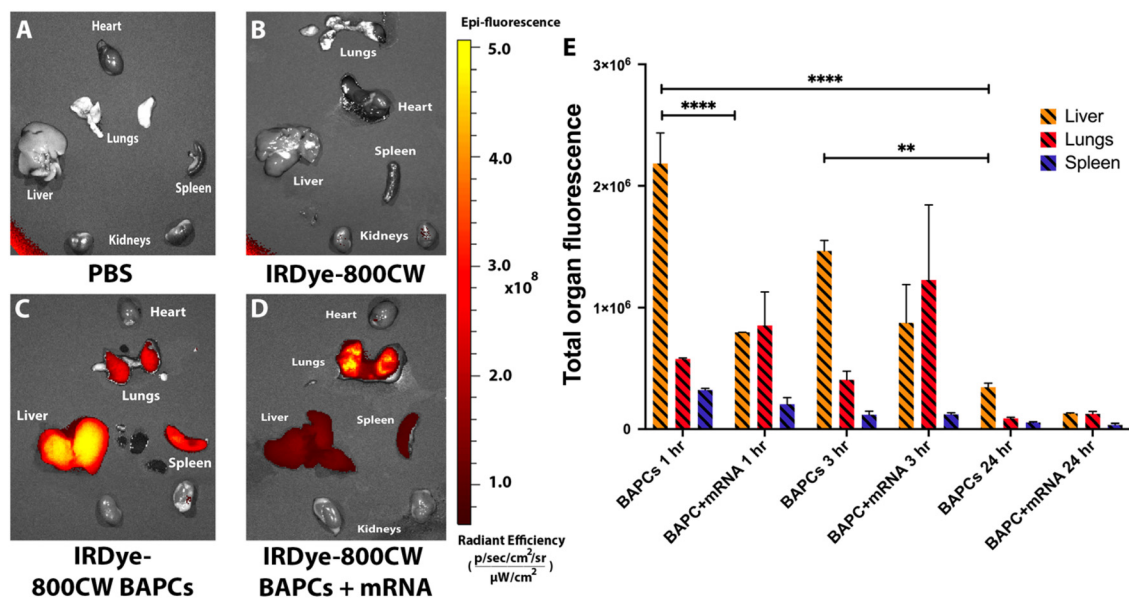 A
Heart
Lungs
Liver
Spleen
Kidneys
PBS
B
Lungs
Heart
Spleen
Liver
Kidneys
IRDye-800CW
C
Heart
Lungs
Liver
Spleen
IRDye-
800CW BAPCs
D
Heart
Lungs
Liver
Spleen
Kidneys
IRDye-800CW
BAPCs + mRNA
Epi-fluorescence
5.0
4.0
3.0
x10⁸
2.0
1.0
Radiant Efficiency
(p/sec/cm²/sr
μW/cm²)
E
Total organ fluorescence
3×10⁶
2×10⁶
1×10⁶
0
****
****
**
Liver
Lungs
Spleen
BAPCs 1 hr
BAPC+mRNA 1 hr
BAPCs 3 hr
BAPC+mRNA 3 hr
BAPCs 24 hr
BAPC+mRNA 24 hr